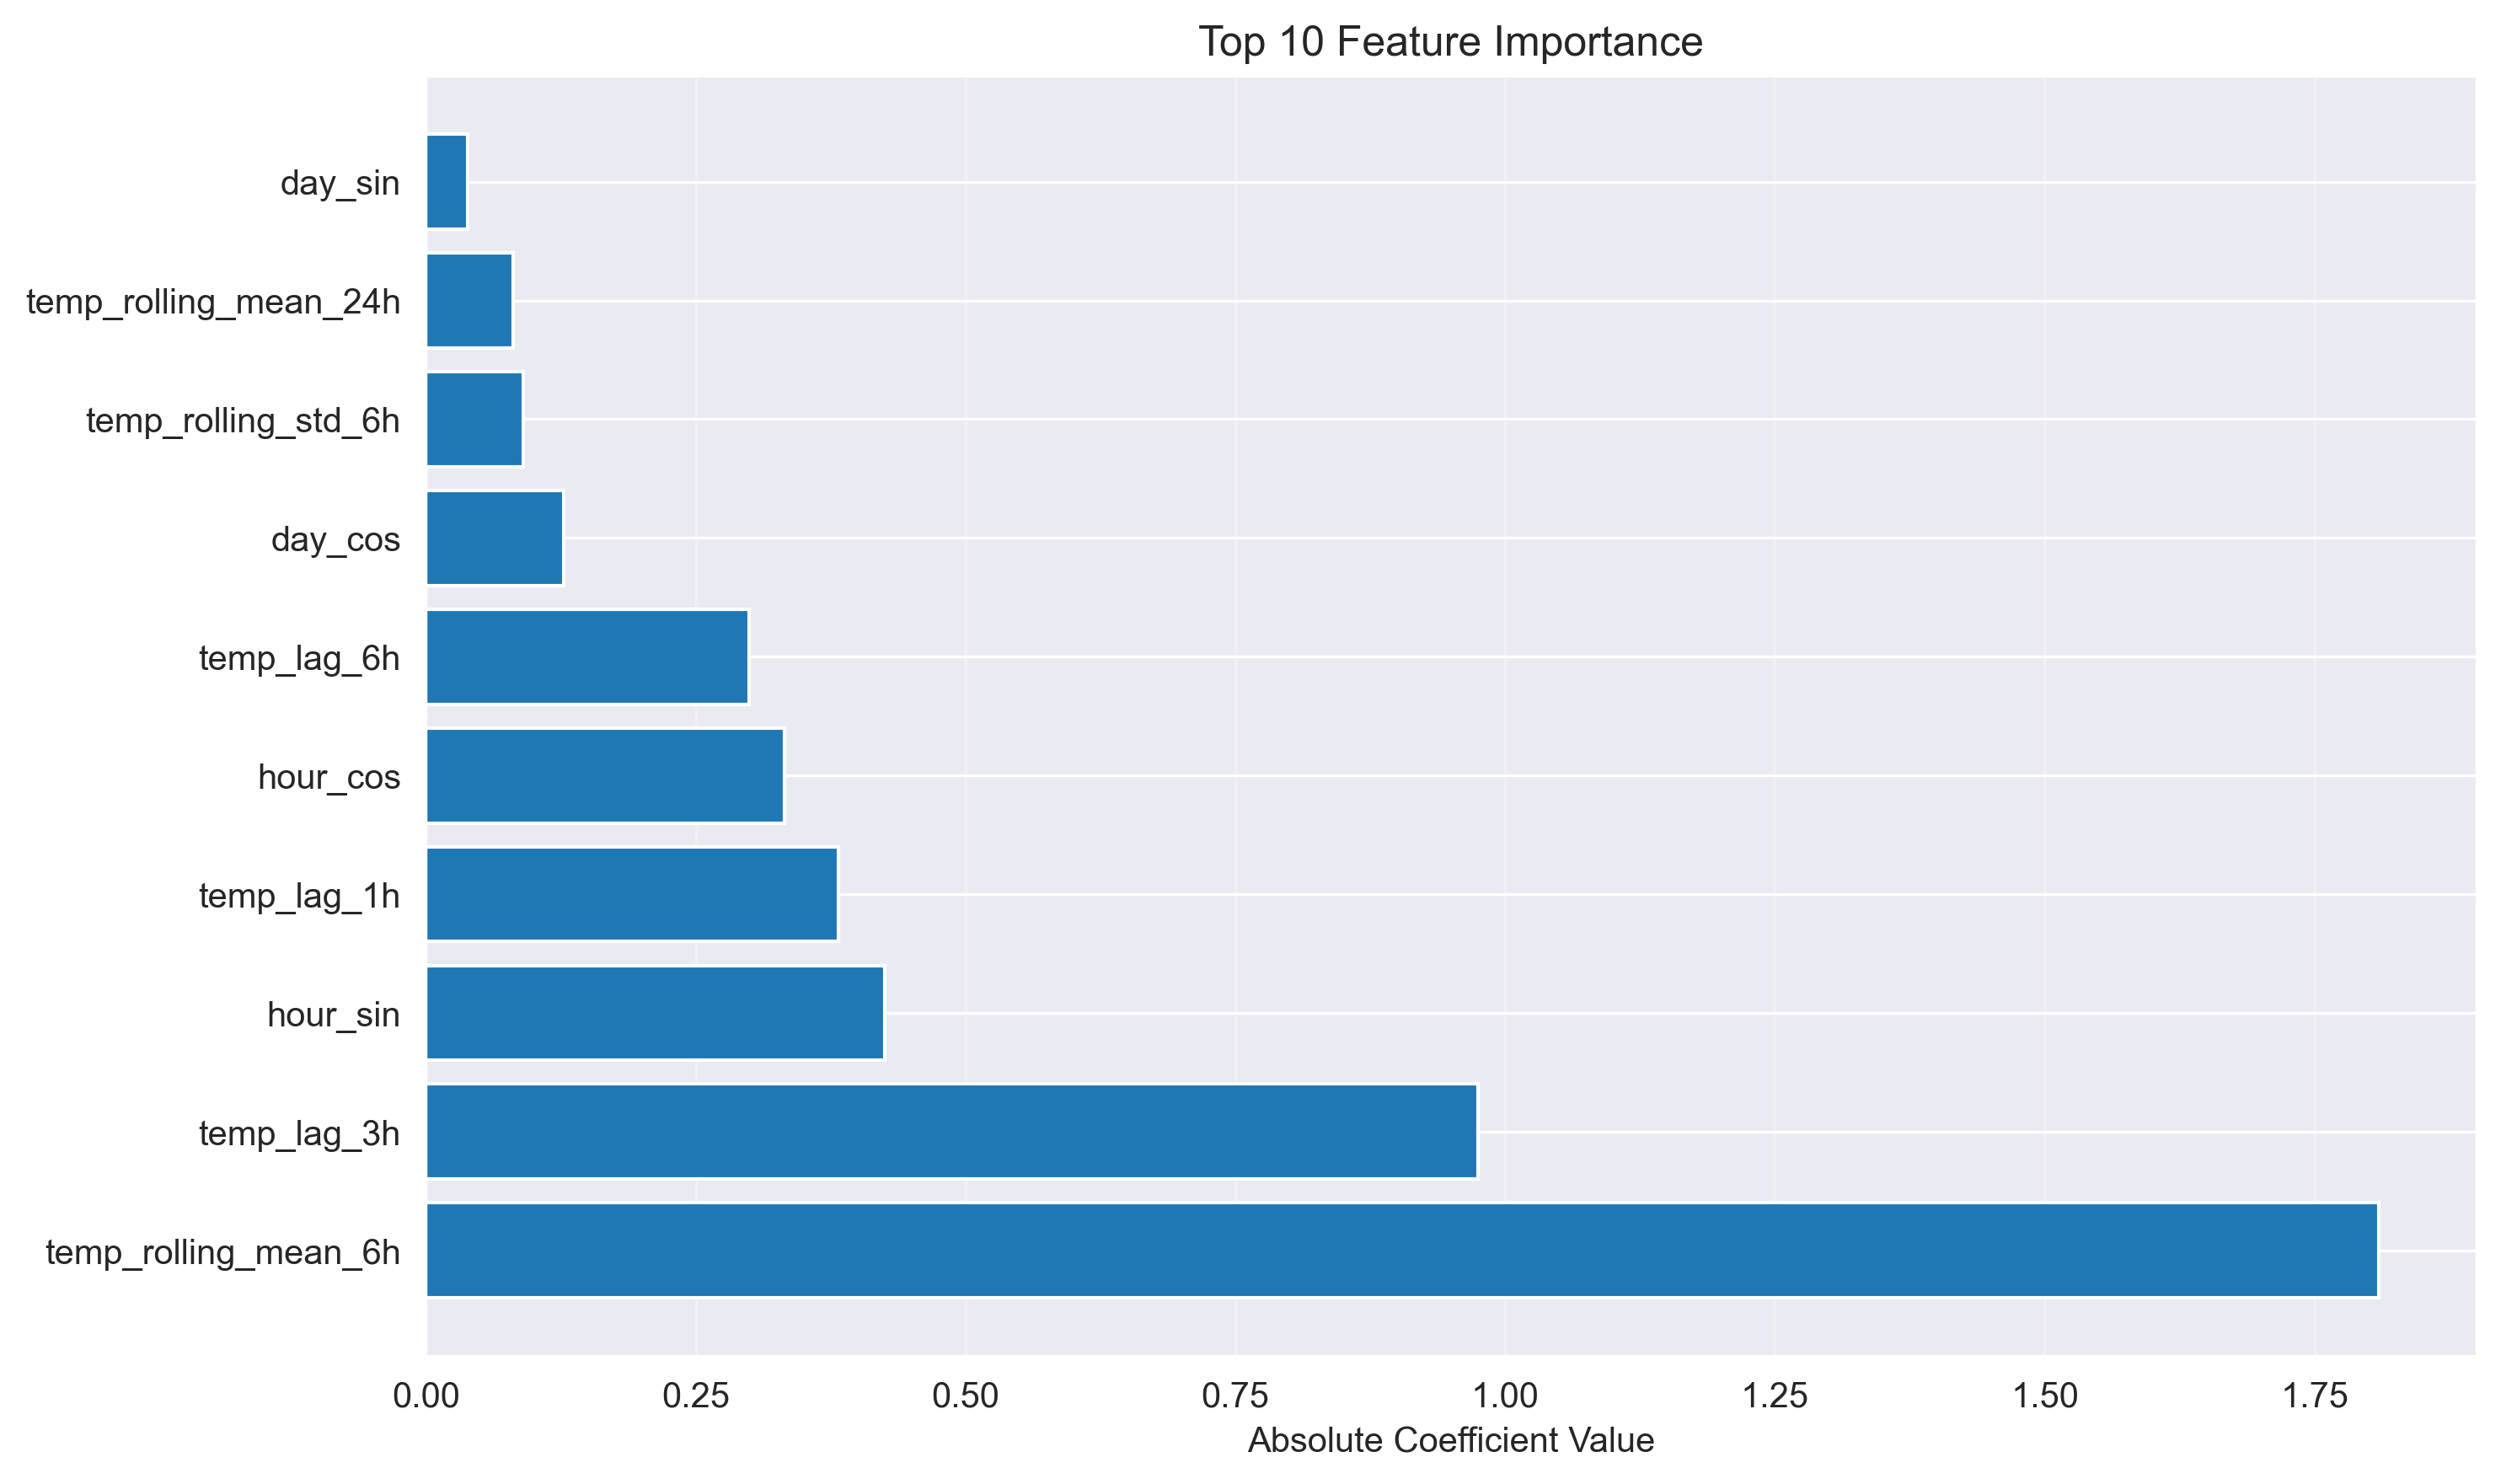 Top 10 Feature Importance
day_sin
temp_rolling_mean_24h
temp_rolling_std_6h
day_cos
temp_lag_6h
hour_cos
temp_lag_1h
hour_sin
temp_lag_3h
temp_rolling_mean_6h
0.00 0.25 0.50 0.75 1.00 1.25 1.50 1.75
Absolute Coefficient Value